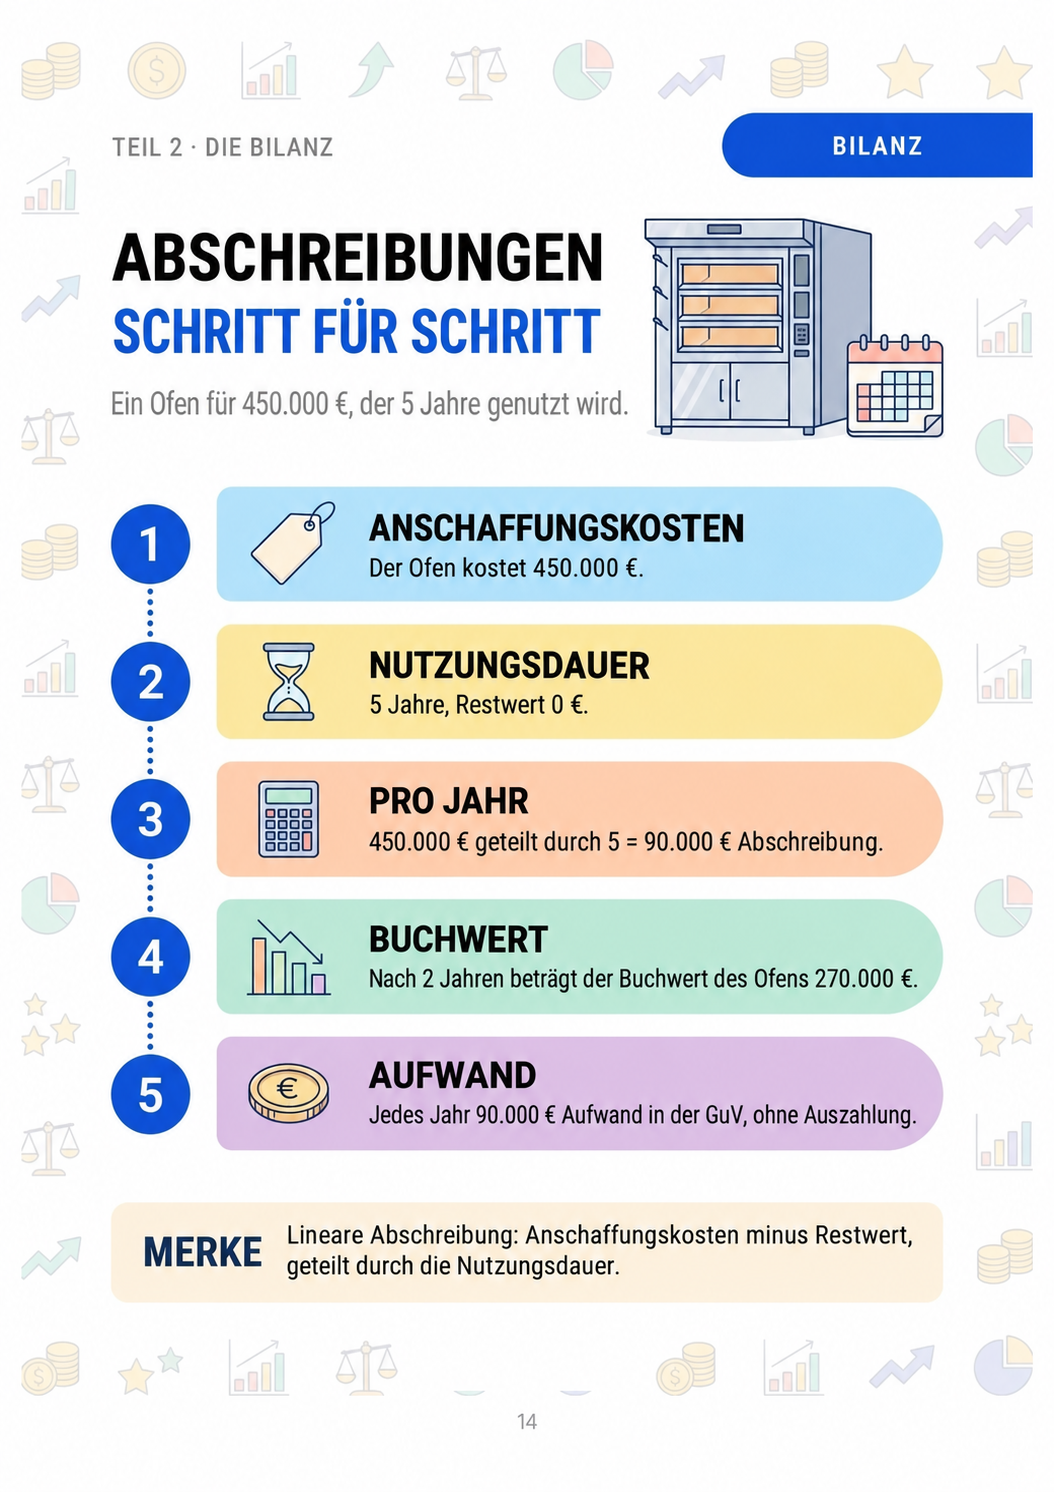 TEIL 2 · DIE BILANZ
BILANZ
ABSCHREIBUNGEN
SCHRITT FÜR SCHRITT
Ein Ofen für 450.000 €, der 5 Jahre genutzt wird.
1
ANSCHAFFUNGSKOSTEN
Der Ofen kostet 450.000 €.
2
NUTZUNGSDAUER
5 Jahre, Restwert 0 €.
3
PRO JAHR
450.000 € geteilt durch 5 = 90.000 € Abschreibung.
4
BUCHWERT
Nach 2 Jahren beträgt der Buchwert des Ofens 270.000 €.
5
€
AUFWAND
Jedes Jahr 90.000 € Aufwand in der GuV, ohne Auszahlung.
MERKE
Lineare Abschreibung: Anschaffungskosten minus Restwert,
geteilt durch die Nutzungsdauer.
14